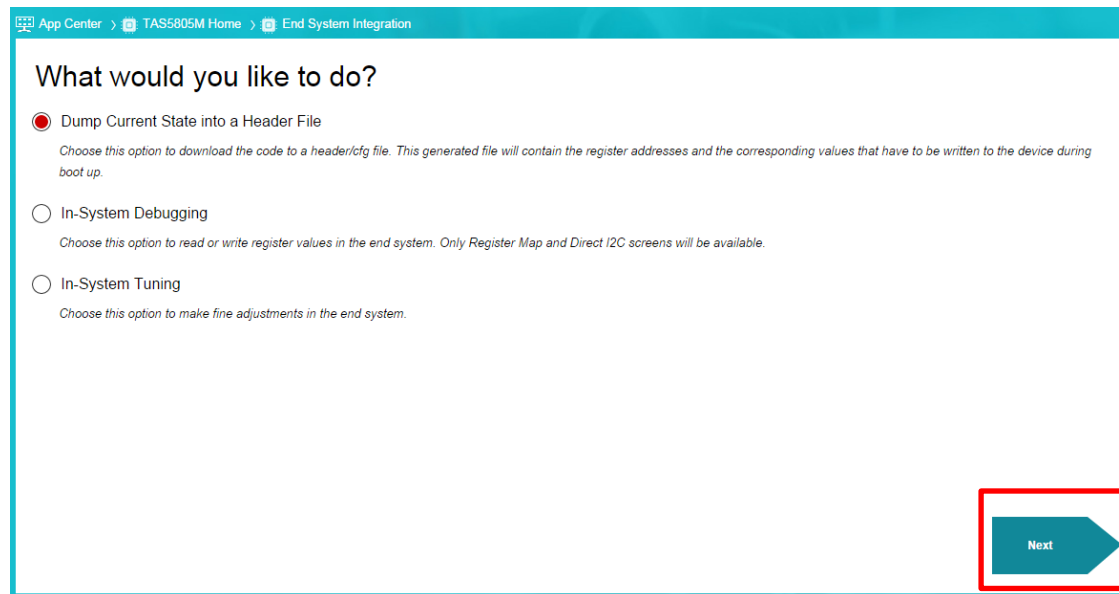 App Center > TAS5805M Home > End System Integration
What would you like to do?
Dump Current State into a Header File
Choose this option to download the code to a header/cfg file. This generated file will contain the register addresses and the corresponding values that have to be written to the device during
boot up.
In-System Debugging
Choose this option to read or write register values in the end system. Only Register Map and Direct I2C screens will be available.
In-System Tuning
Choose this option to make fine adjustments in the end system.
Next